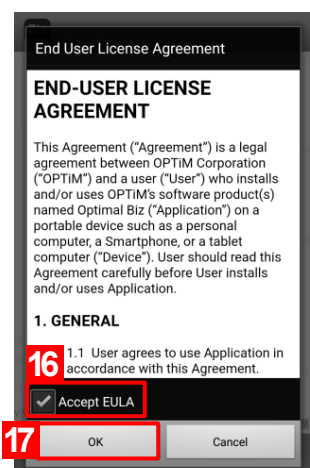 End User License Agreement
END-USER LICENSE
AGREEMENT
This Agreement (“Agreement”) is a legal
agreement between OPTiM Corporation
(“OPTiM”) and a user (“User”) who installs
and/or uses OPTiM’s software product(s)
named Optimal Biz (“Application”) on a
portable device such as a personal
computer, a Smartphone, or a tablet
computer (“Device”). User should read this
Agreement carefully before User installs
and/or uses Application.
1. GENERAL
16
1.1 User agrees to use Application in
accordance with this Agreement.
Accept EULA
17
OK
Cancel